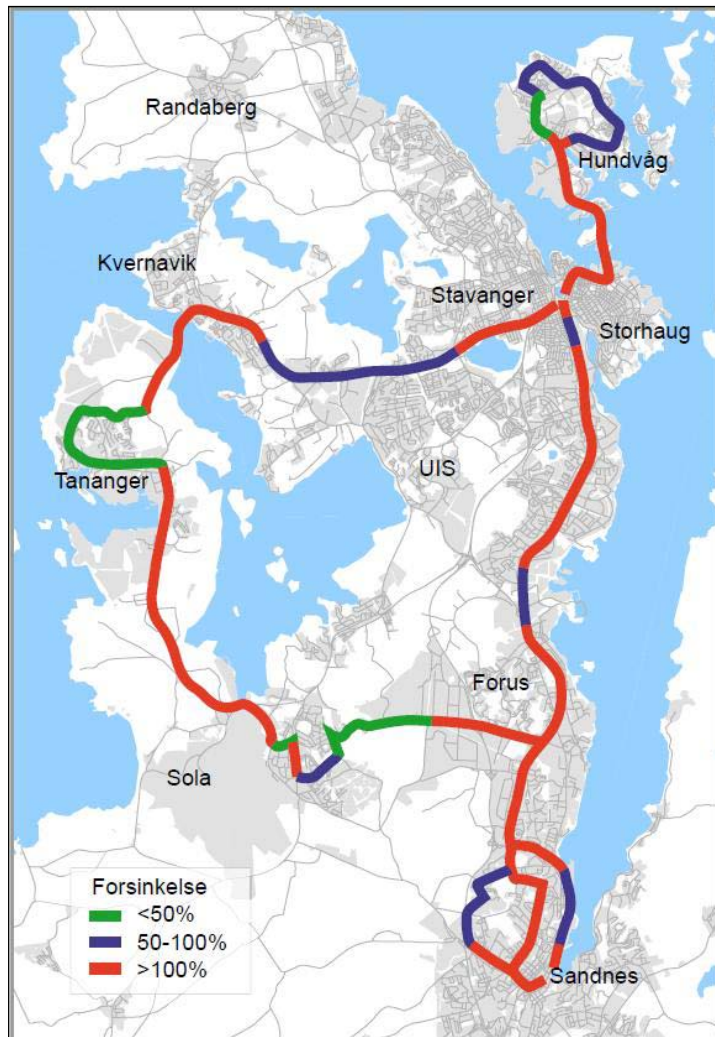 Randaberg
Hundvåg
Kvernavik
Stavanger
Storhaug
UIS
Tananger
Forus
Sola
Forsinkelse
<50%
50-100%
>100%
Sandnes